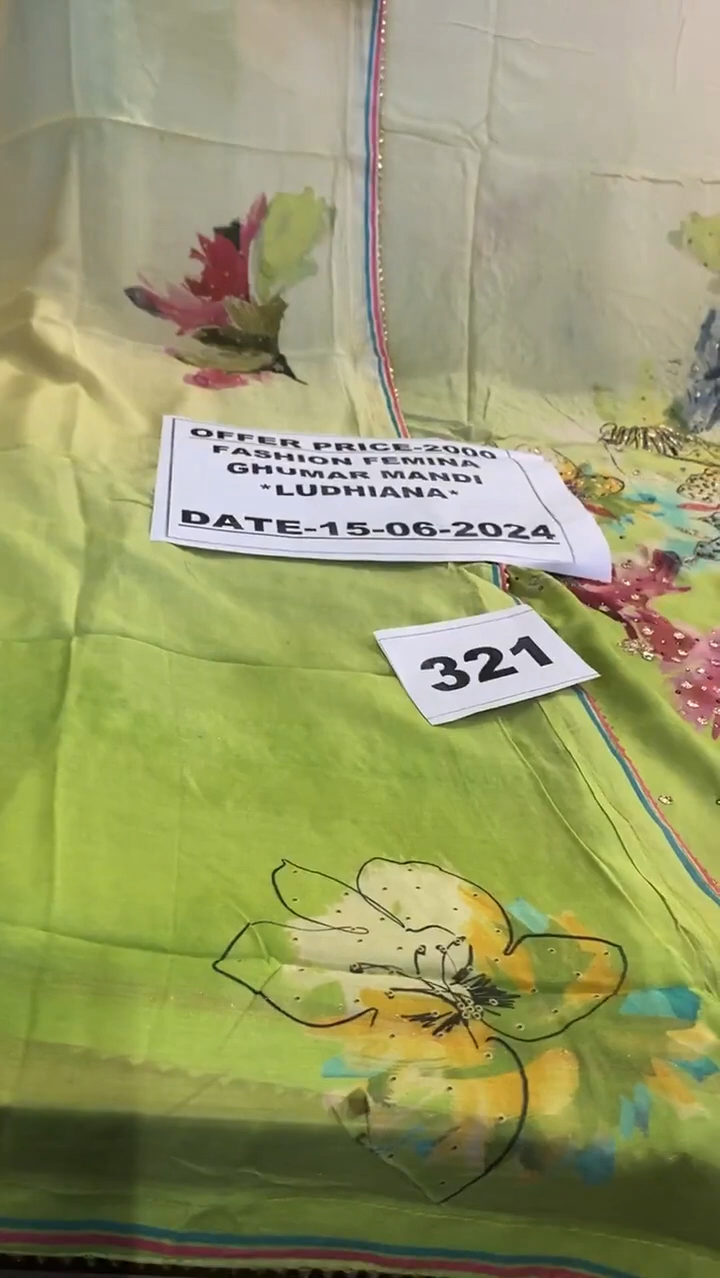 OFFER PRICE-2000
FASHION FEMINA
GHUMAR MANDI
*LUDHIANA*
DATE-15-06-2024
321